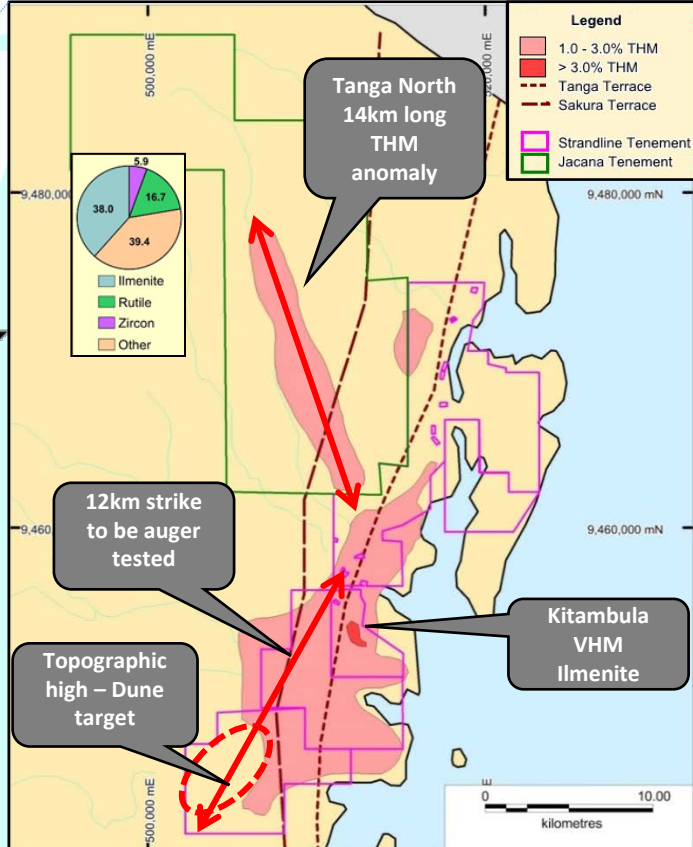 500,000 mE
520,000 mE
Legend
1.0 - 3.0% THM
> 3.0% THM
Tanga Terrace
Sakura Terrace
Strandline Tenement
Jacana Tenement
Tanga North
14km long
THM
anomaly
9,480,000
9,480,000 mN
5.9
16.7
38.0
39.4
Ilmenite
Rutile
Zircon
Other
12km strike
to be auger
tested
9,460,000
9,460,000 mN
Kitambula
VHM
Ilmenite
Topographic
high – Dune
target
500,000 mE
E
0
10.00
kilometres